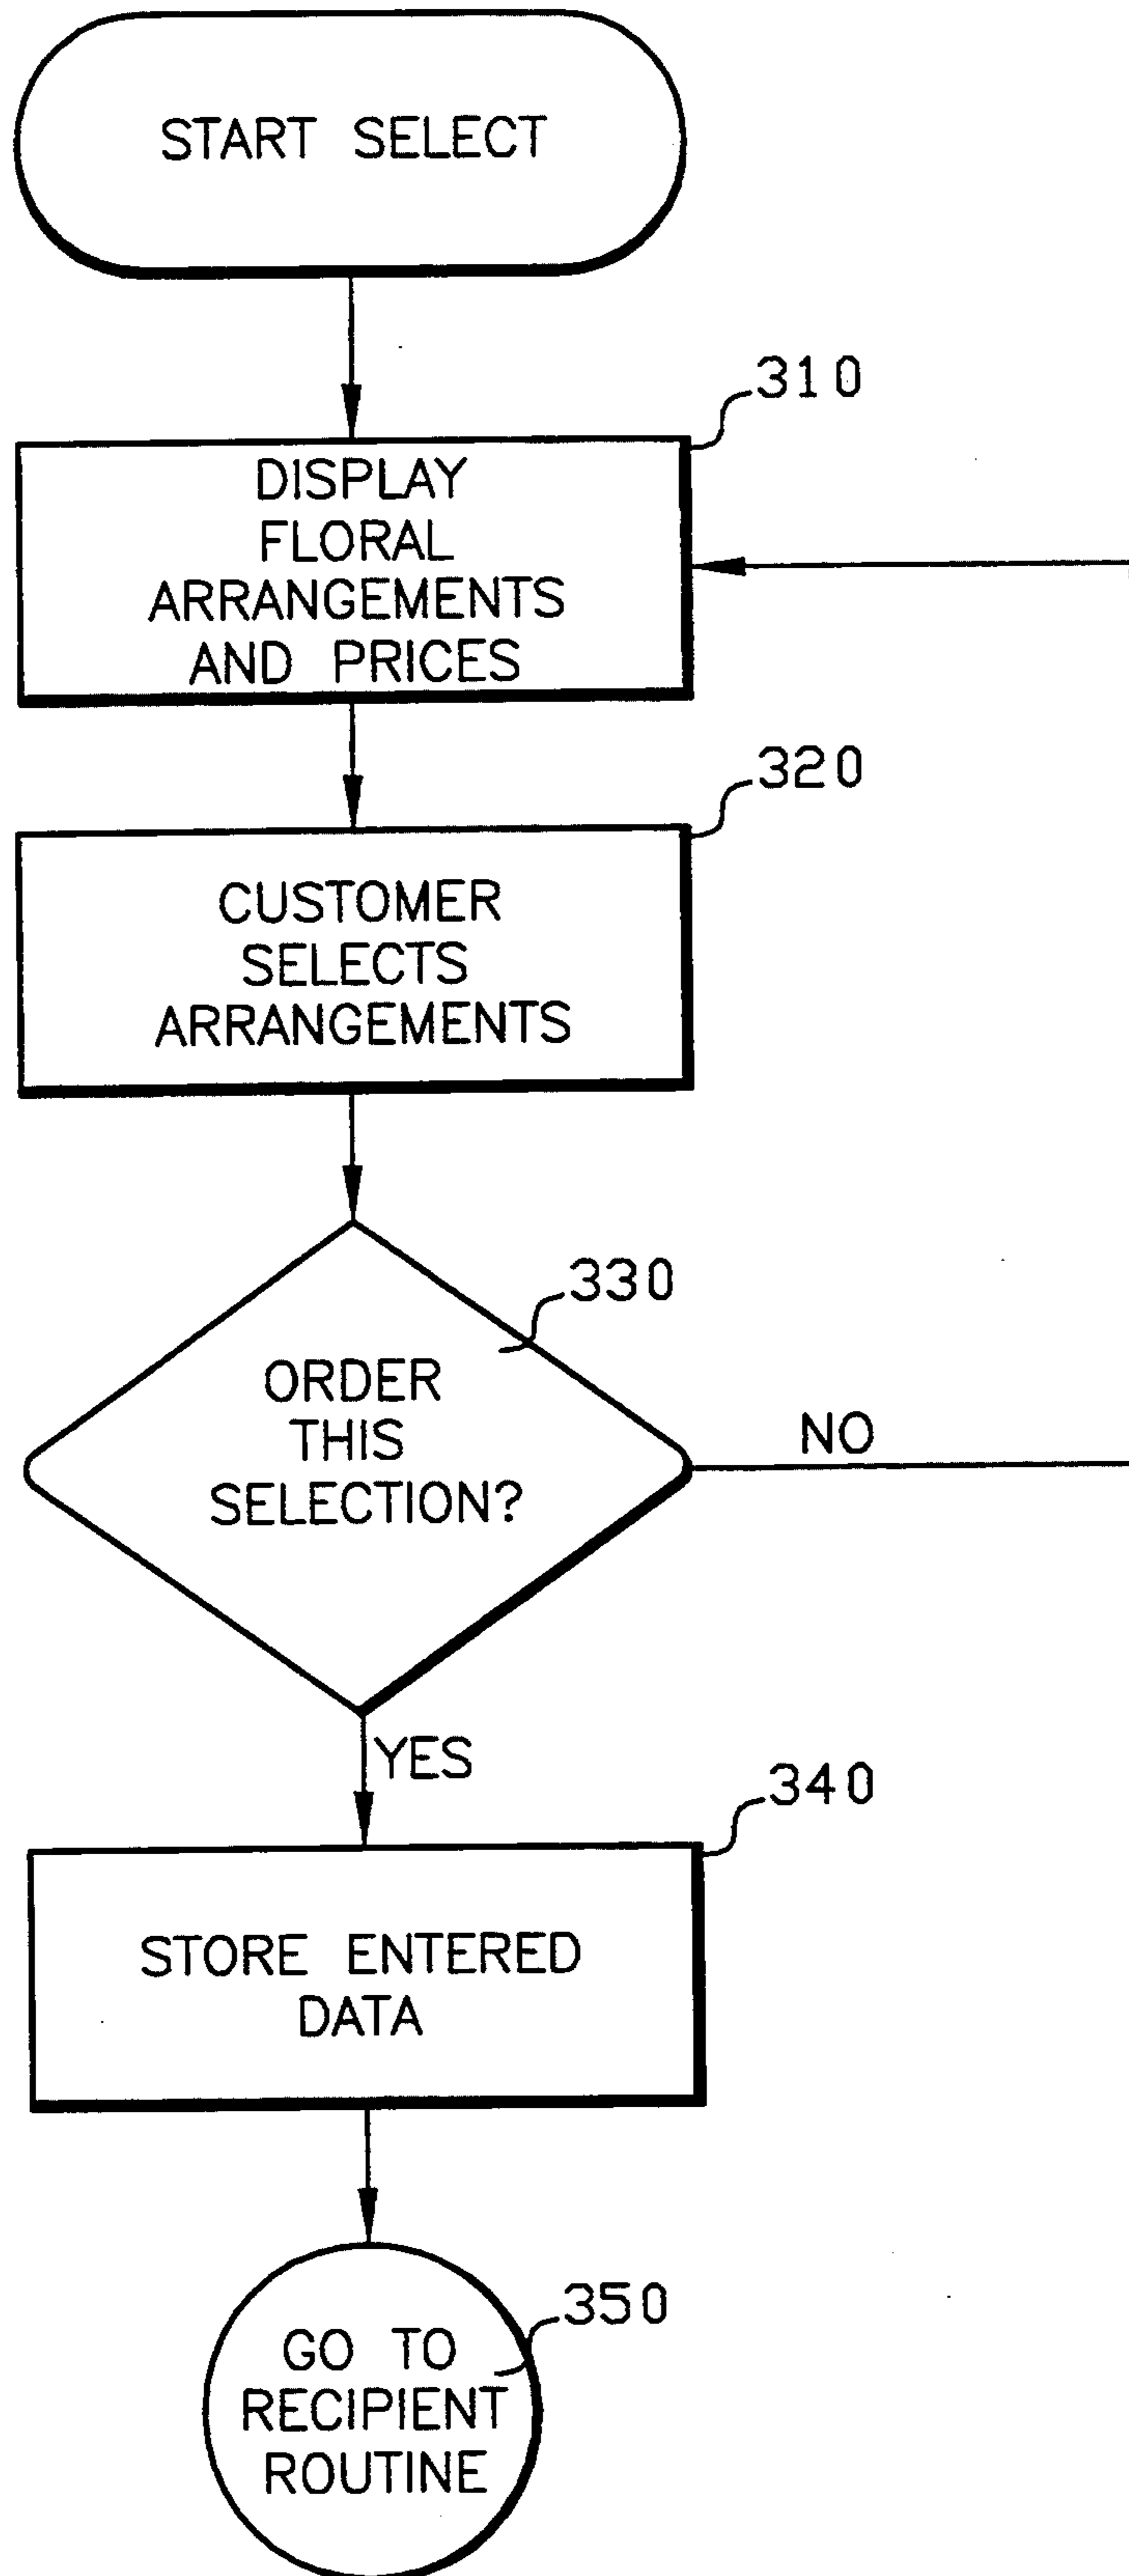 START SELECT
310
DISPLAY
FLORAL
ARRANGEMENTS
AND PRICES
320
CUSTOMER
SELECTS
ARRANGEMENTS
330
ORDER
THIS
SELECTION?
NO
YES
340
STORE ENTERED
DATA
350
GO TO
RECIPIENT
ROUTINE